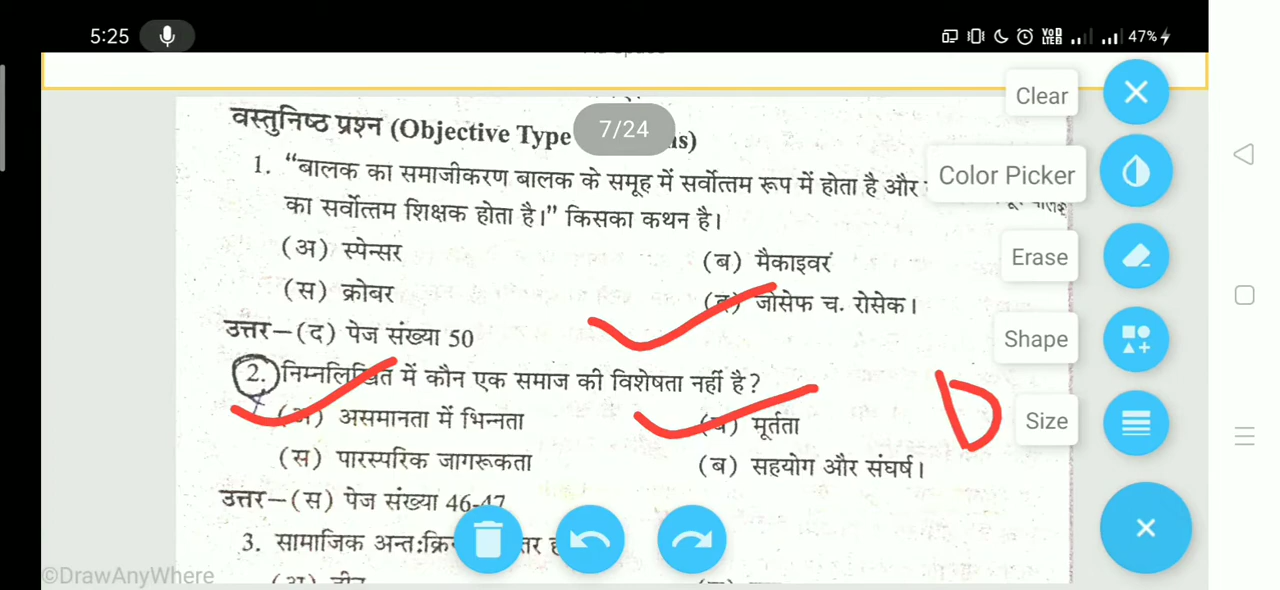 5:25
47%
Clear
वस्तुनिष्ठ प्रश्न (Objective Type
7/24
Color Picker
1. “बालक का समाजीकरण बालक के समूह में सर्वोत्तम रूप में होता है और
का सर्वोत्तम शिक्षक होता है।” किसका कथन है।
Erase
(अ) स्पेन्सर (ब) मैकाइवर
(स) क्रोबर (द) जोसेफ च. रोसेक।
उत्तर–(द) पेज संख्या 50
Shape
2. निम्नलिखित में कौन एक समाज की विशेषता नहीं है?
(अ) असमानता में भिन्नता (ब) मूर्तता
D
Size
(स) पारस्परिक जागरूकता (ब) सहयोग और संघर्ष।
उत्तर–(स) पेज संख्या 46-47
3. सामाजिक
©DrawAnyWhere